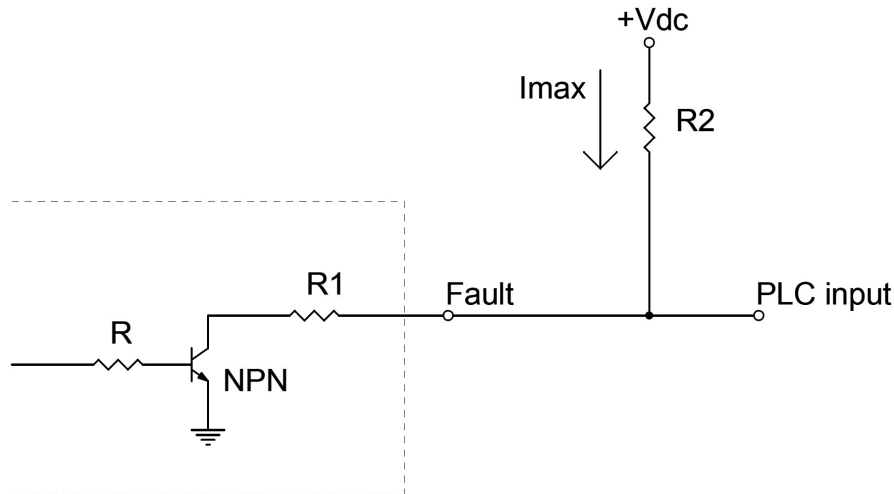 +Vdc
Imax
R2
R1
Fault
PLC input
R
NPN